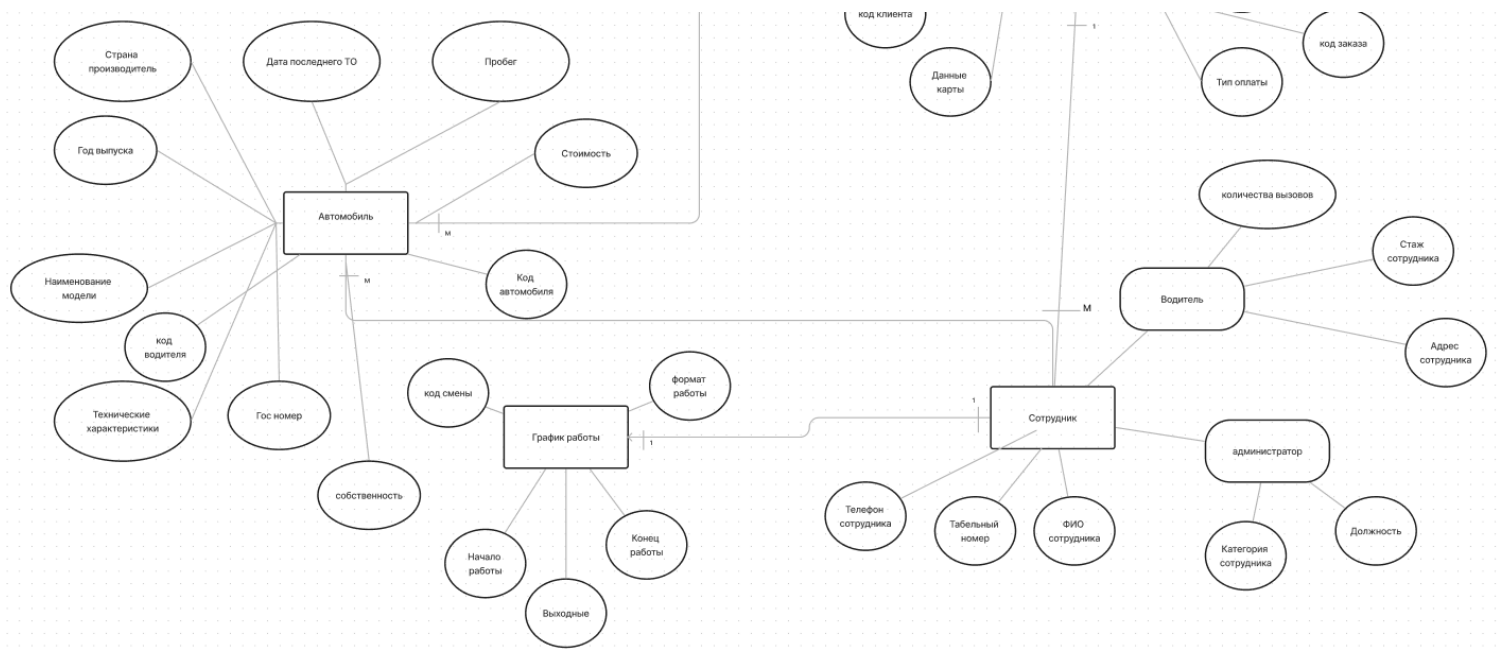 код клиента
1
код заказа
Страна
производитель
Дата последнего ТО
Пробег
Данные
карты
Тип оплаты
Год выпуска
Стоимость
количества вызовов
Автомобиль
м
Стаж
сотрудника
Код
автомобиля
м
Наименование
модели
Водитель
М
код
водителя
Адрес
сотрудника
код смены
формат
работы
Технические
характеристики
Гос номер
График работы
1
1
Сотрудник
администратор
собственность
Телефон
сотрудника
Табельный
номер
ФИО
сотрудника
Начало
работы
Конец
работы
Категория
сотрудника
Должность
Выходные